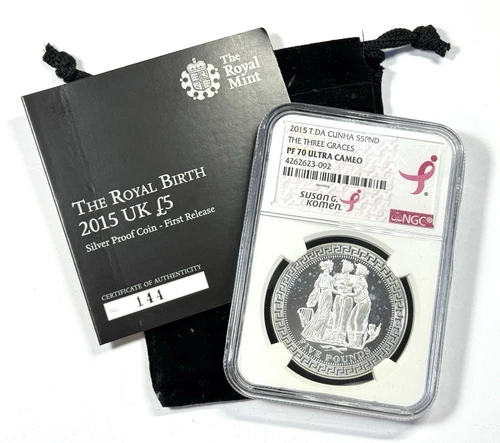 The Royal Mint
THE ROYAL BIRTH
2015 UK £5
Silver Proof Coin - First Release
CERTIFICATE OF AUTHENTICITY
No. 144
2015 T.DA CUNHA S5PND
THE THREE GRACES
PF 70 ULTRA CAMEO
4262623-092
SUSAN G.
KOMEN
NGC
FIVE POUNDS